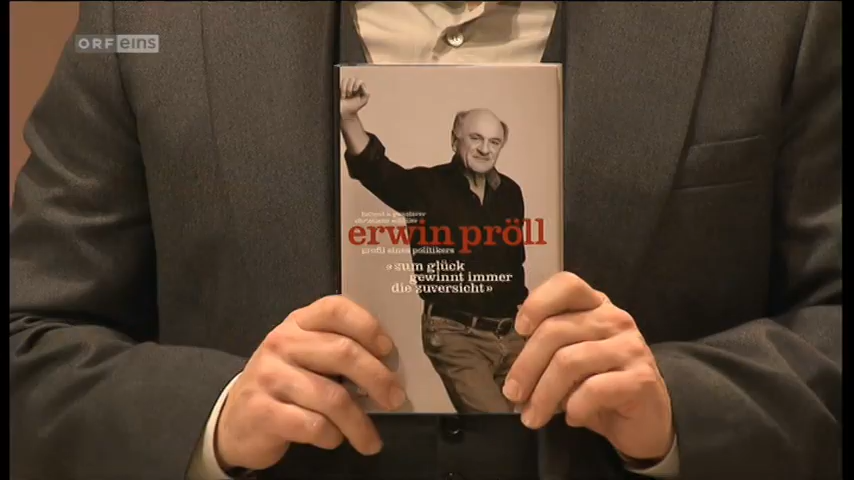 ORF eins
erwin pröll
profil eines politikers
« zum glück
gewinnt immer
die zuversicht »